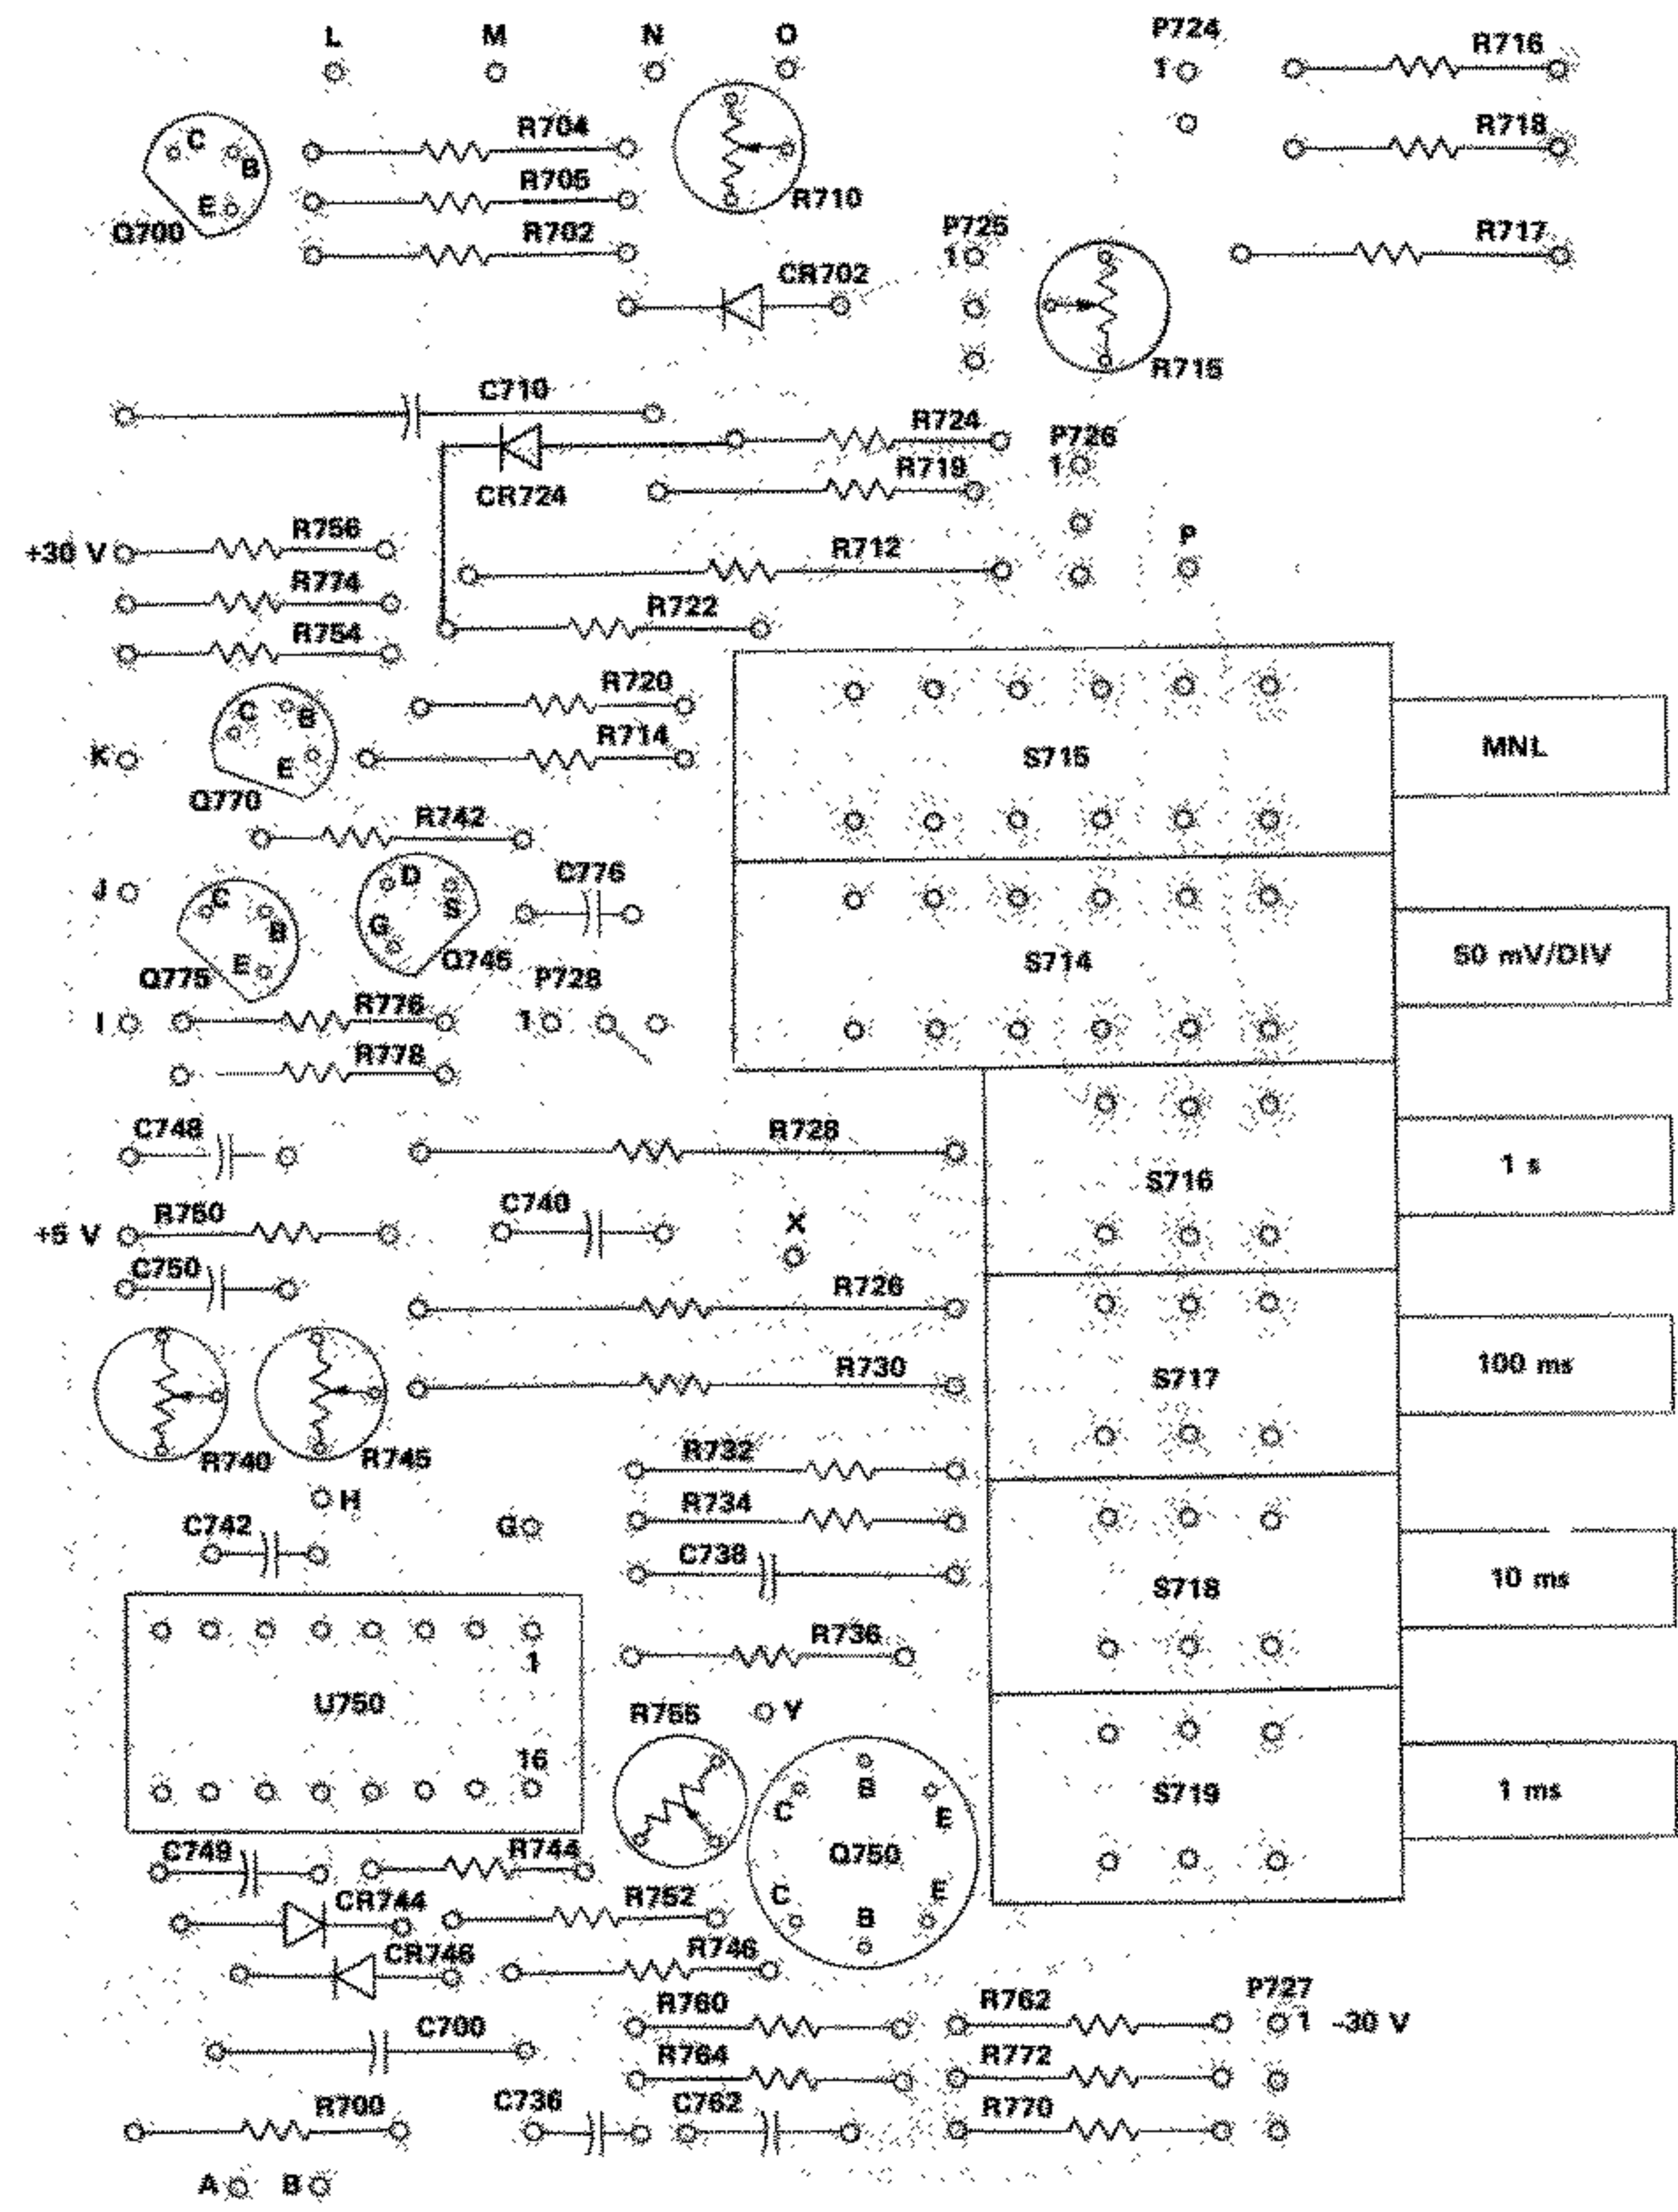 L M N O P724 R716
1
C B E Q700
R704
R718
R705
R710
R702
P725
1
R717
CR702
R715
C710
R724
P726
1
R719
CR724
+30 V R756
R712
P
R774
R722
R754
R720
C B E Q770
K
R714
S715
MNL
R742
J
C B E Q775
D S G Q745
C776
S714
50 mV/DIV
P728
I R776
1
R778
C748
R728
S716
1 s
+5 V R750
C740
X
C750
R726
R730
S717
100 ms
R740 R745
R732
H
R734
C742
G
C738
S718
10 ms
1
R736
U750
R755
Y
16
B
C E
Q750
C E
B
S719
1 ms
C749 R744
CR744
R752
CR746
R746
R760 R762 P727
1 -30 V
C700
R764 R772
R700 C736 C762 R770
A B